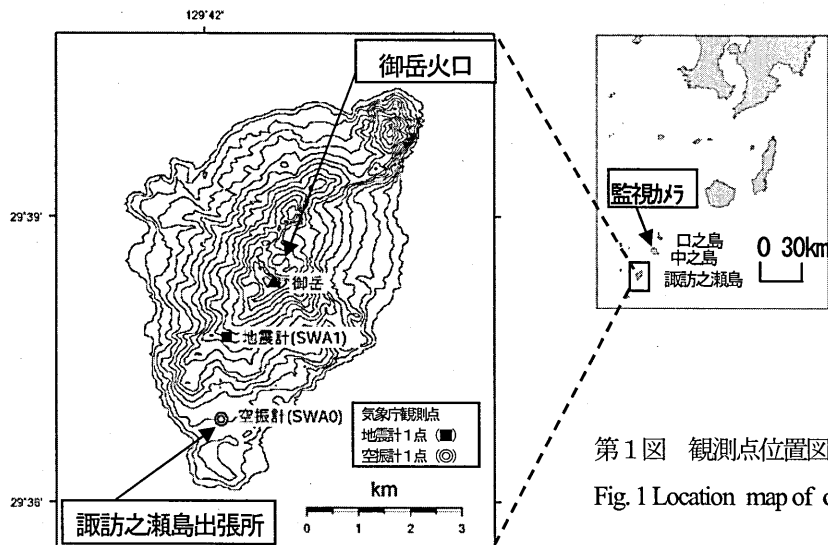 129°42′
御岳火口
29°39′
御岳
地震計(SWA1)
空振計(SWA0)
気象庁観測点
地震計1点 (■)
空振計1点 (◎)
29°36′
諏訪之瀬島出張所
km
0 1 2 3
監視カメラ
口之島
中之島
諏訪之瀬島
0 30km
第1図 観測点位置図
Fig. 1 Location map of